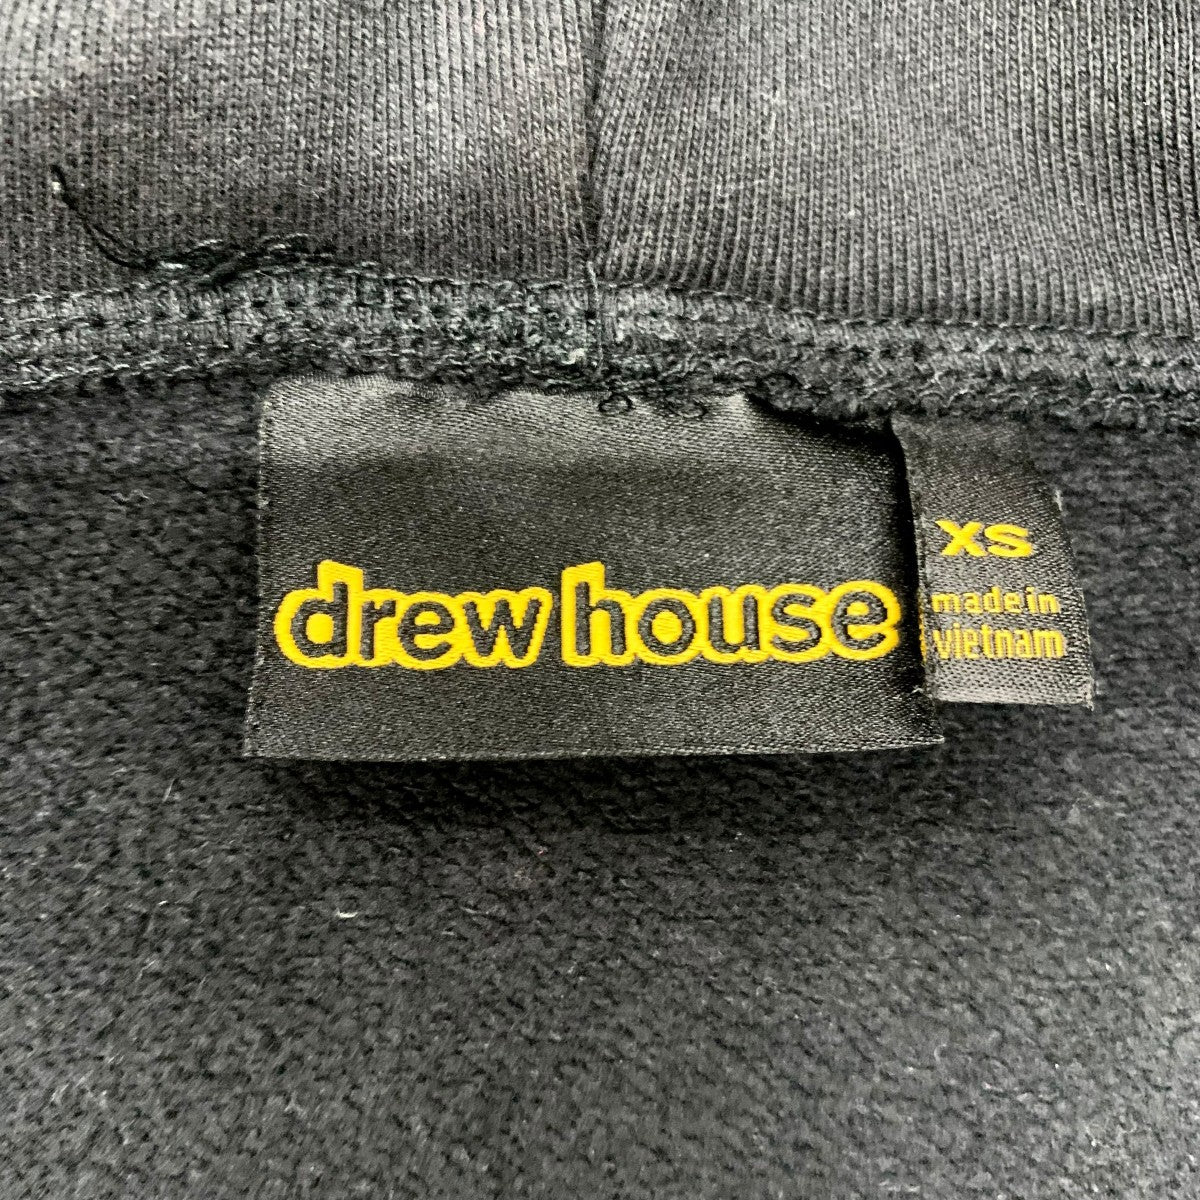 drew house
XS
made in
vietnam